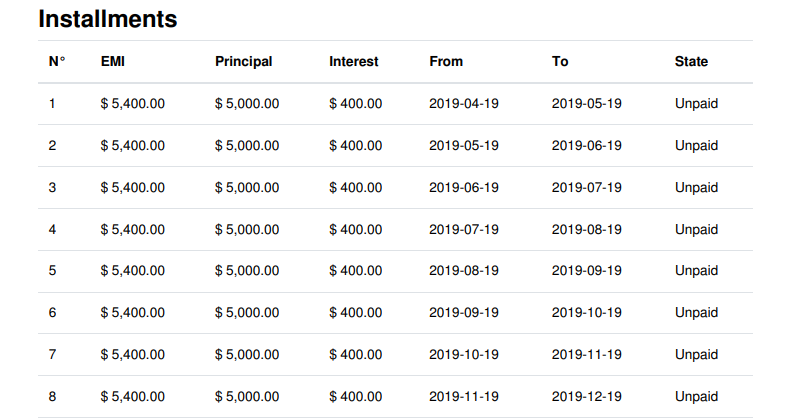 Installments
N° EMI Principal Interest From To State
1 $ 5,400.00 $ 5,000.00 $ 400.00 2019-04-19 2019-05-19 Unpaid
2 $ 5,400.00 $ 5,000.00 $ 400.00 2019-05-19 2019-06-19 Unpaid
3 $ 5,400.00 $ 5,000.00 $ 400.00 2019-06-19 2019-07-19 Unpaid
4 $ 5,400.00 $ 5,000.00 $ 400.00 2019-07-19 2019-08-19 Unpaid
5 $ 5,400.00 $ 5,000.00 $ 400.00 2019-08-19 2019-09-19 Unpaid
6 $ 5,400.00 $ 5,000.00 $ 400.00 2019-09-19 2019-10-19 Unpaid
7 $ 5,400.00 $ 5,000.00 $ 400.00 2019-10-19 2019-11-19 Unpaid
8 $ 5,400.00 $ 5,000.00 $ 400.00 2019-11-19 2019-12-19 Unpaid